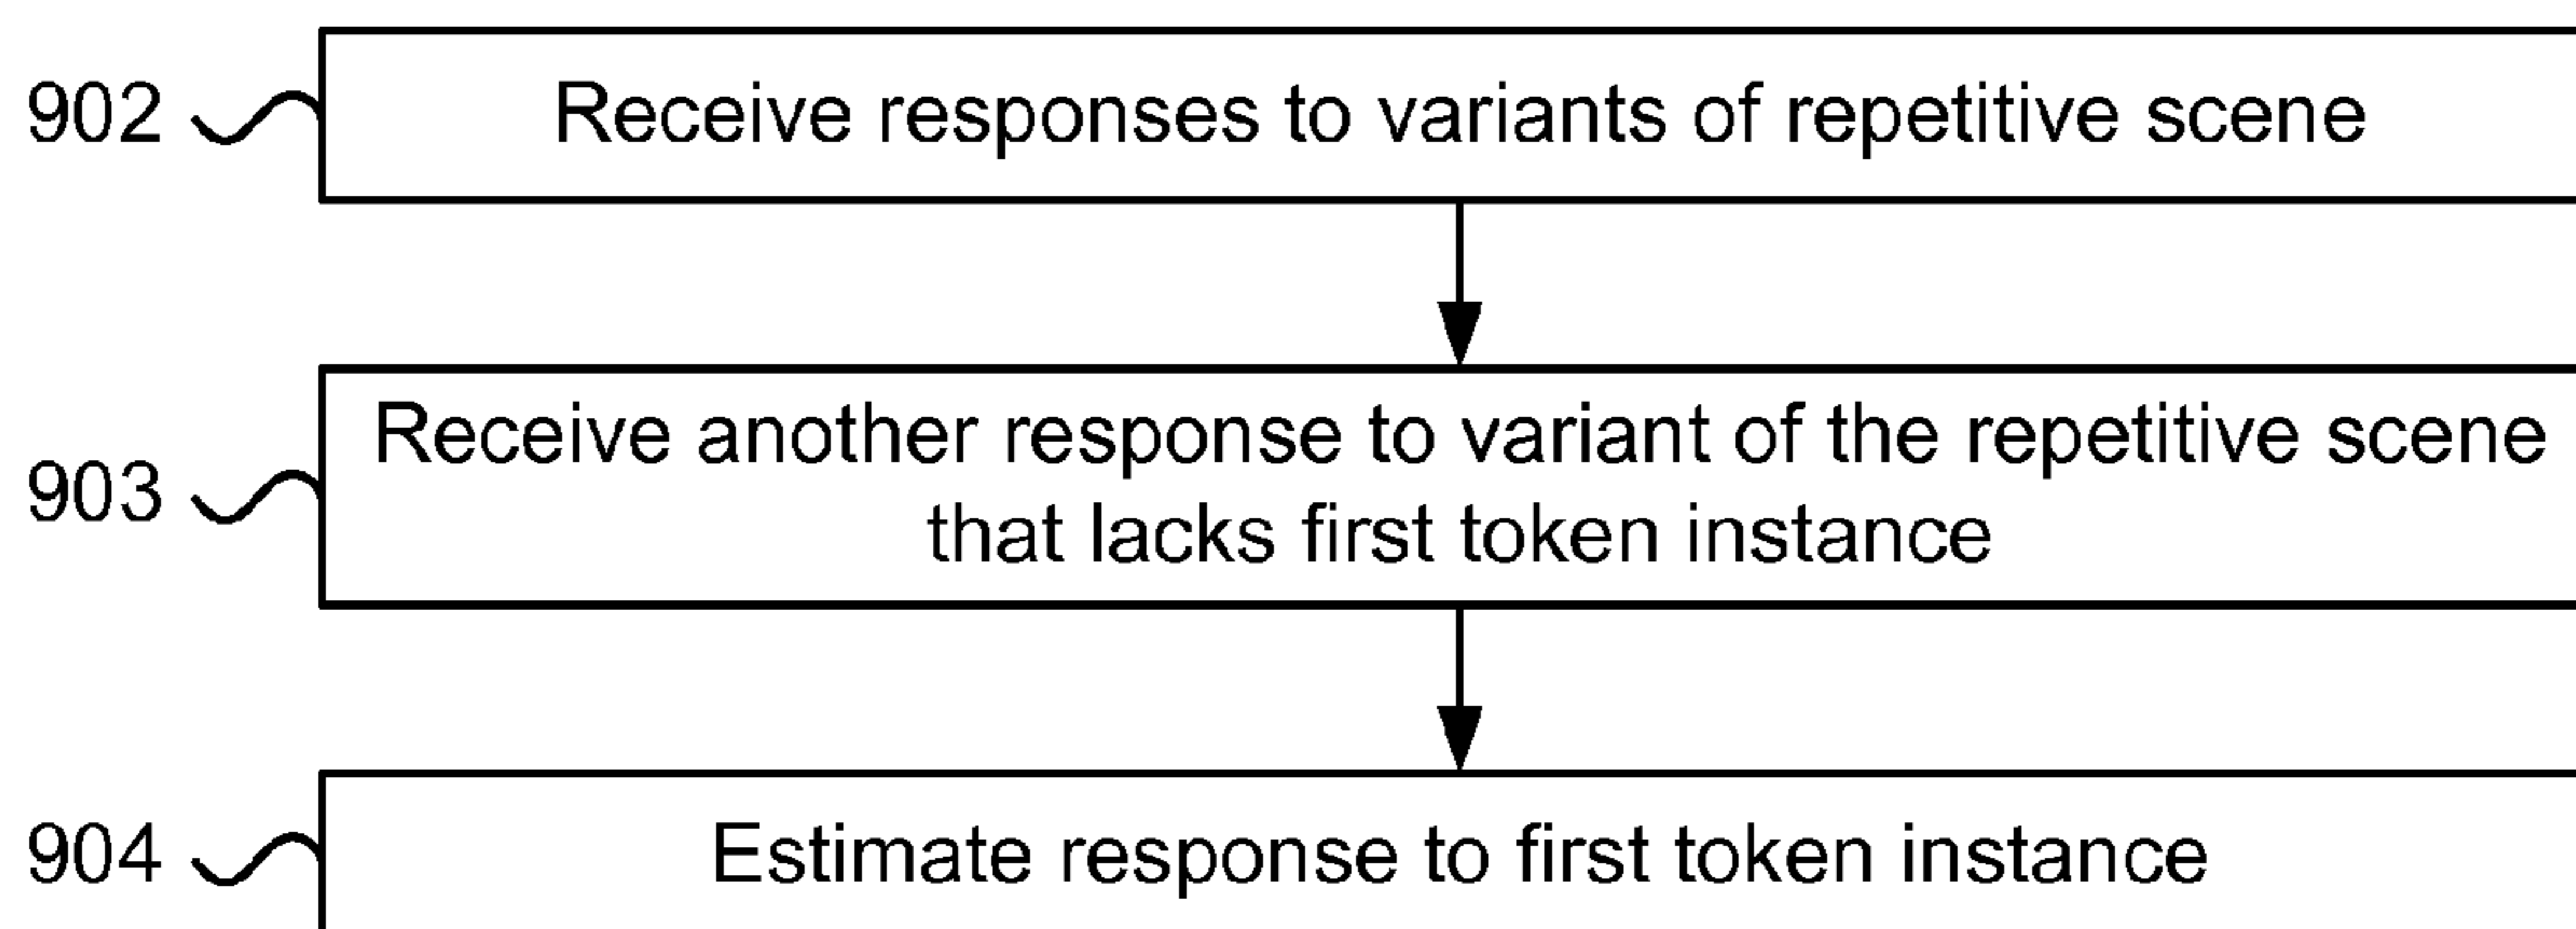 902
Receive responses to variants of repetitive scene
903
Receive another response to variant of the repetitive scene
that lacks first token instance
904
Estimate response to first token instance